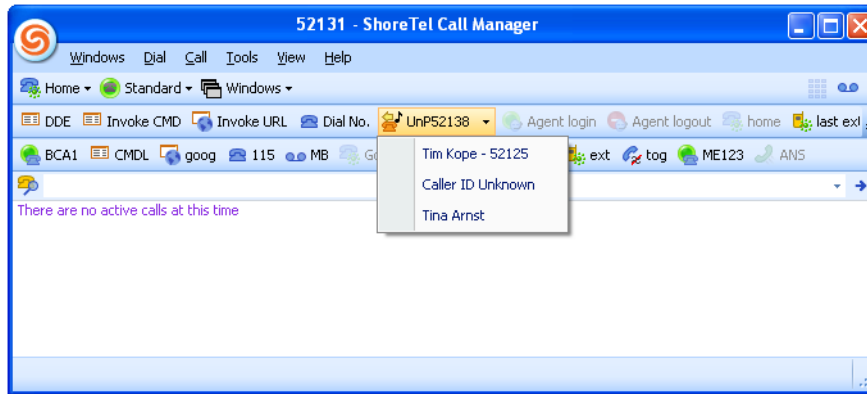 52131 - ShoreTel Call Manager
Windows Dial Call Tools View Help
Home Standard Windows
DDE Invoke CMD Invoke URL Dial No. UnP52138 Agent login Agent logout home last ext
BCA1 CMDL goog 115 MB ext tog ME123 ANS
Tim Kope - 52125
Caller ID Unknown
Tina Arnst
There are no active calls at this time